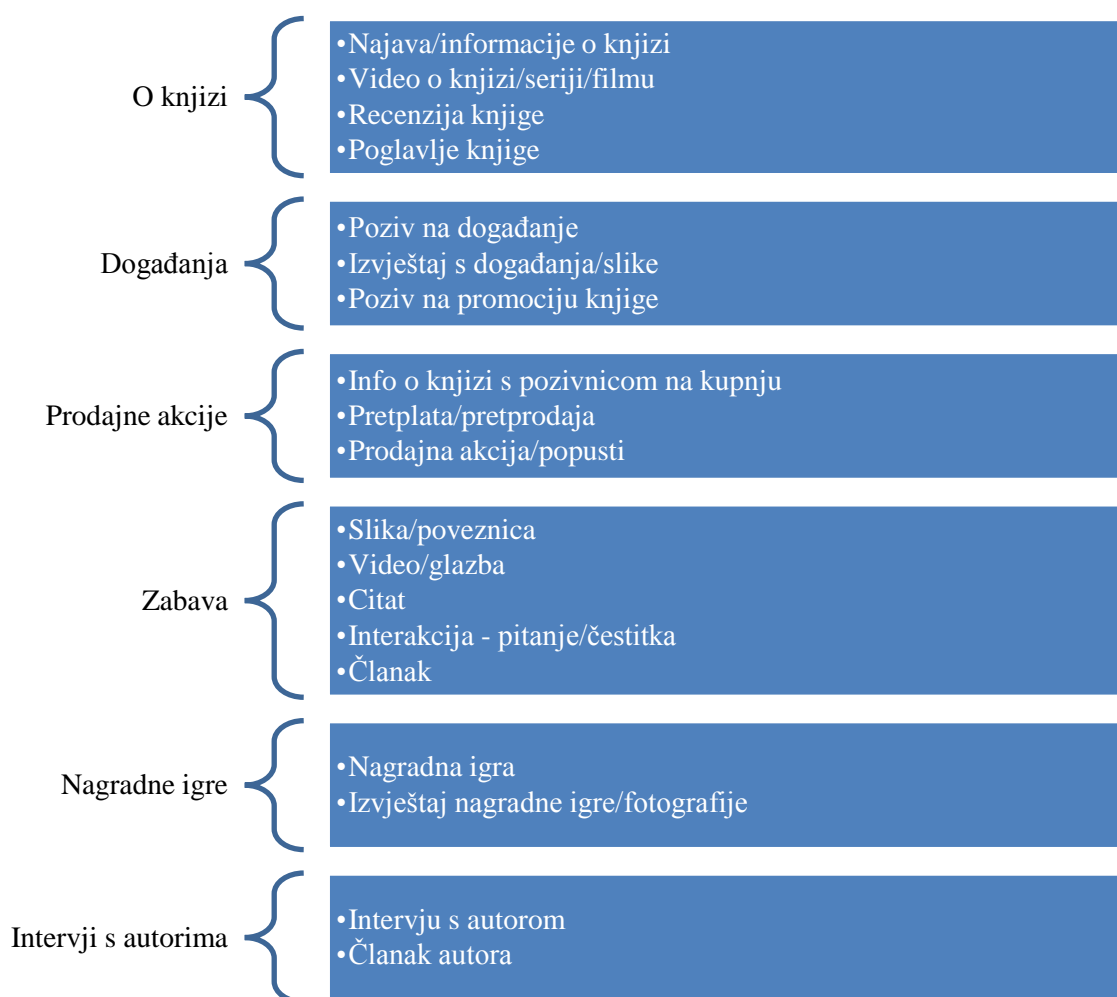 O knjizi
•Najava/informacije o knjizi
•Video o knjizi/seriji/filmu
•Recenzija knjige
•Poglavlje knjige
Događanja
•Poziv na događanje
•Izvještaj s događanja/slike
•Poziv na promociju knjige
Prodajne akcije
•Info o knjizi s pozivnicom na kupnju
•Pretplata/pretprodaja
•Prodajna akcija/popusti
Zabava
•Slika/poveznica
•Video/glazba
•Citat
•Interakcija - pitanje/čestitka
•Članak
Nagradne igre
•Nagradna igra
•Izvještaj nagradne igre/fotografije
Intervji s autorima
•Intervju s autorom
•Članak autora